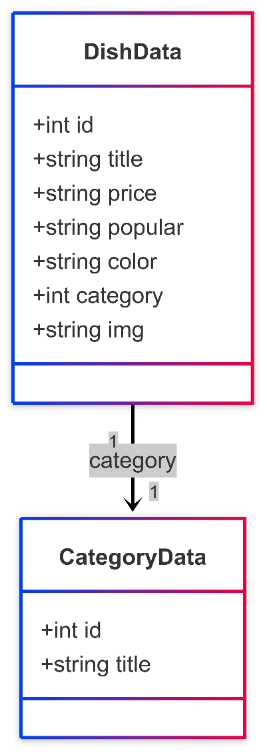 DishData
+int id
+string title
+string price
+string popular
+string color
+int category
+string img
1
category
1
CategoryData
+int id
+string title